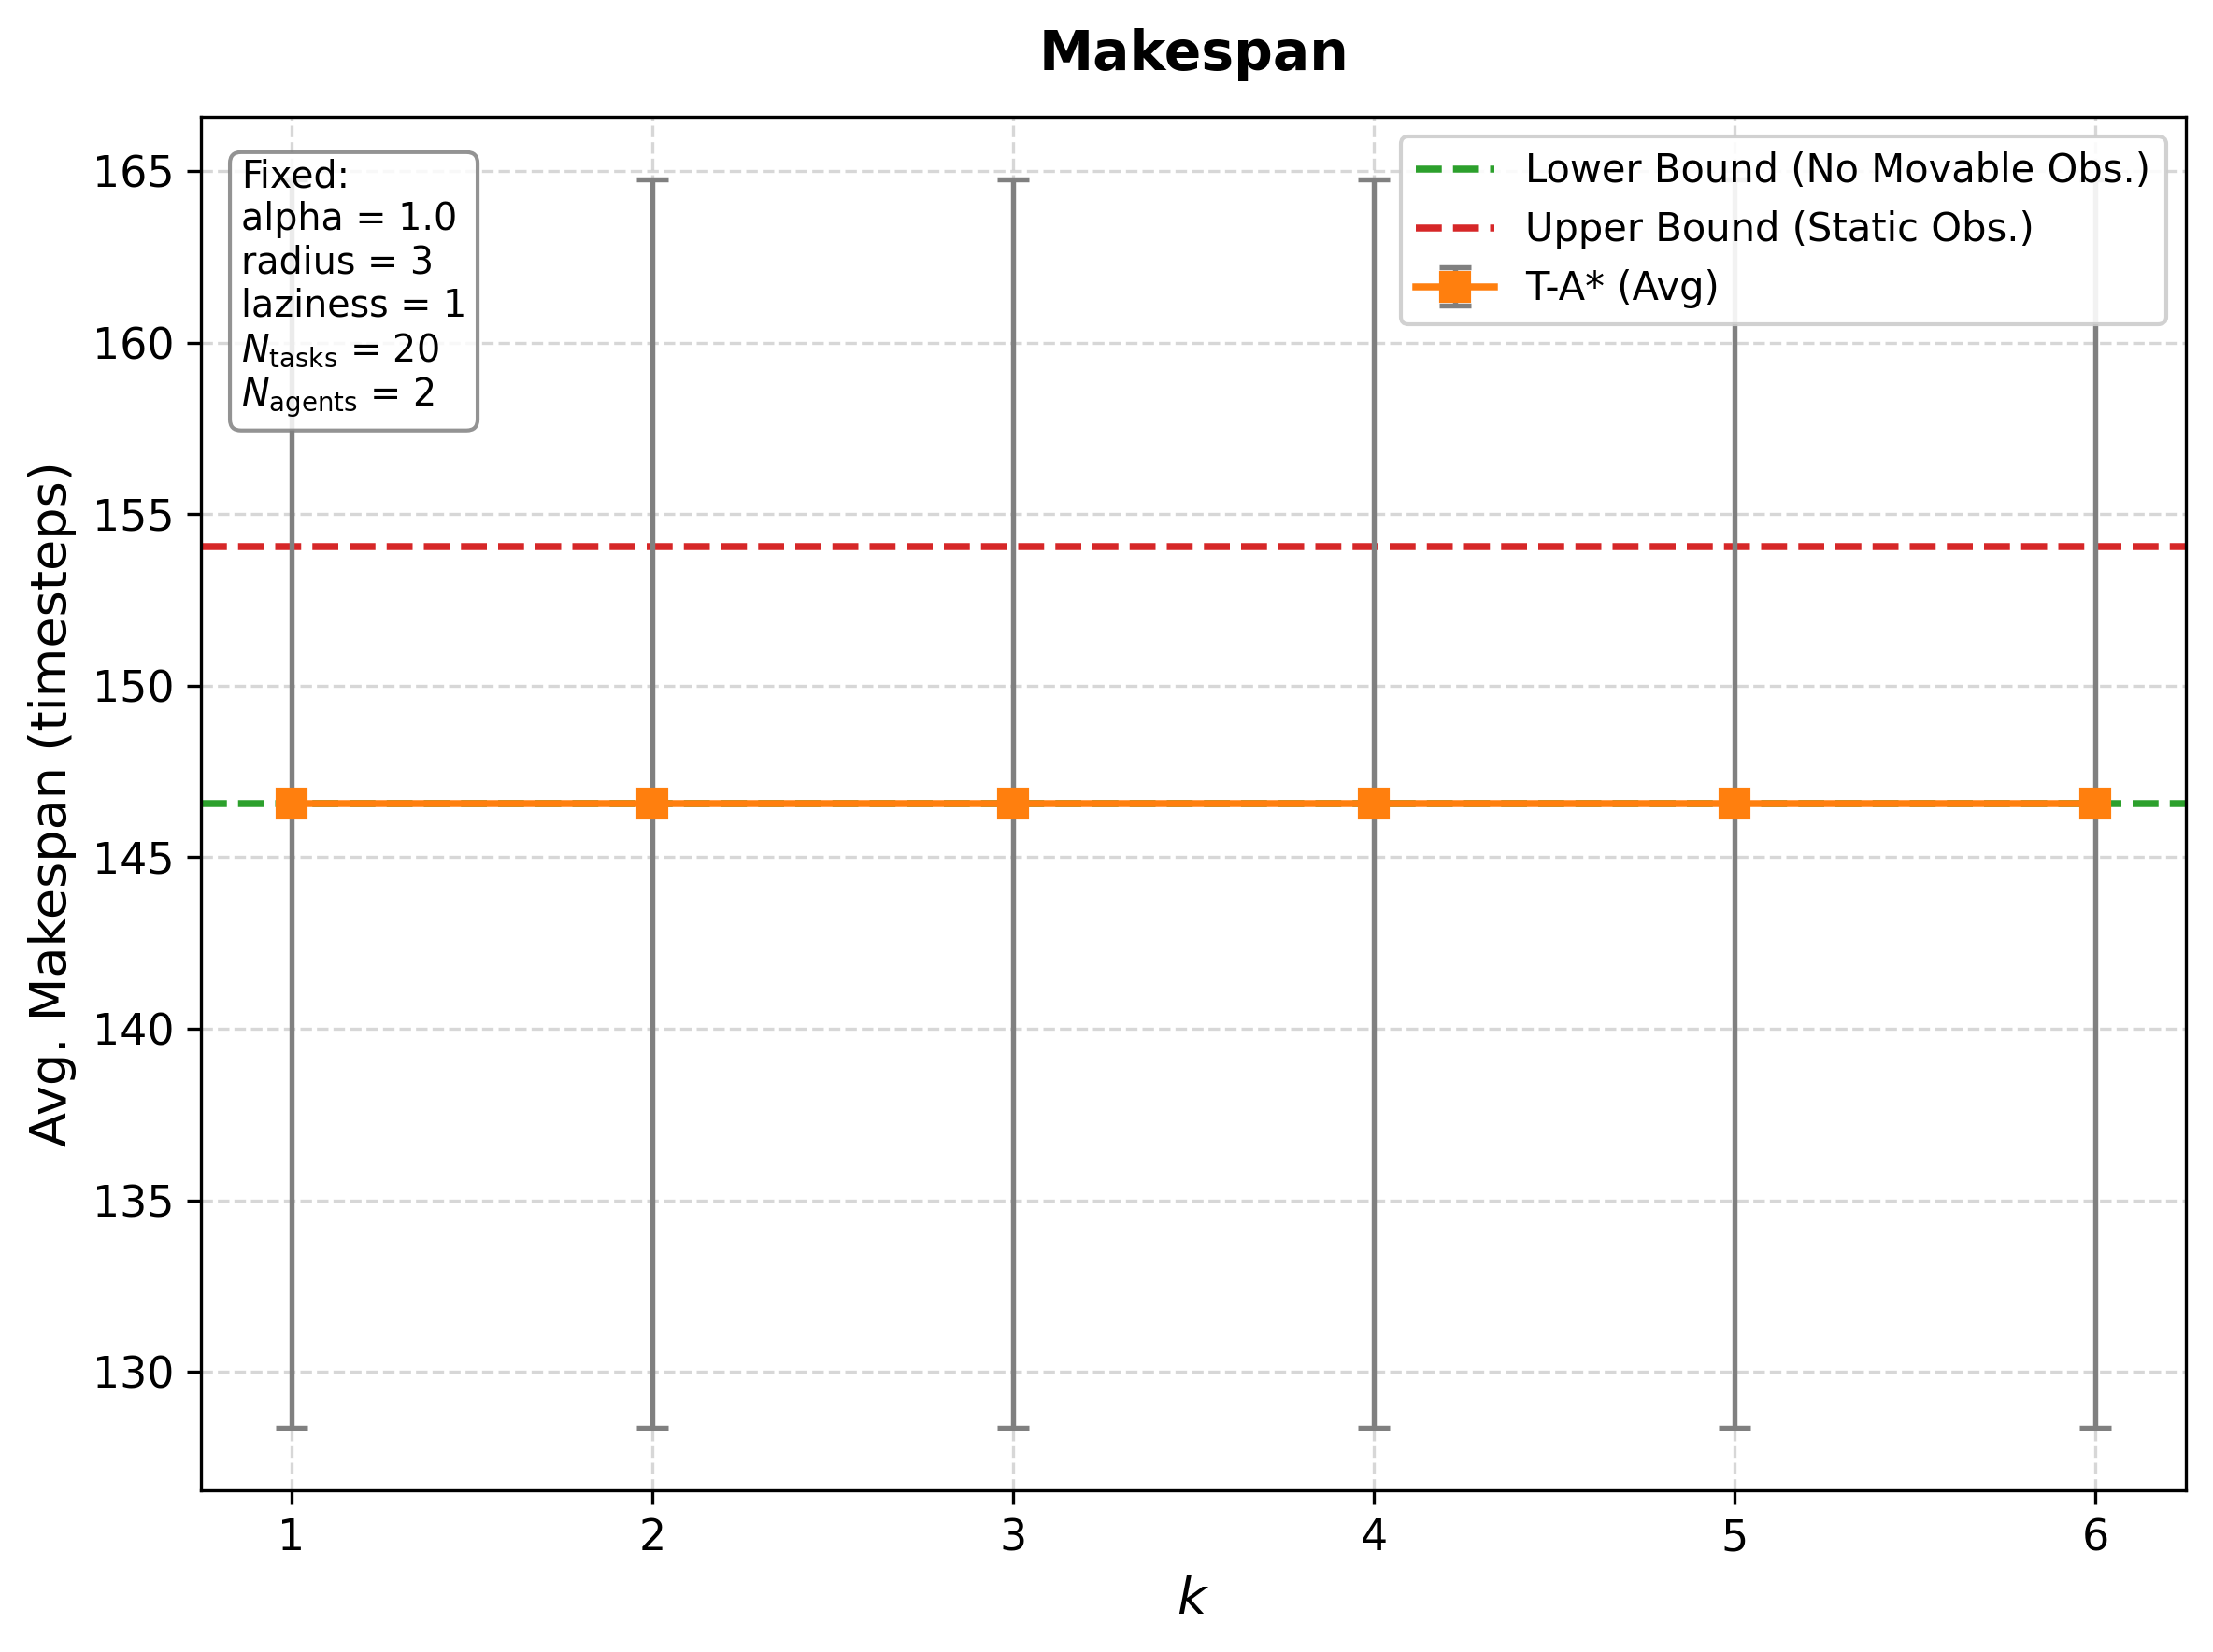 Makespan
Fixed:
alpha = 1.0
radius = 3
laziness = 1
N_tasks = 20
N_agents = 2
Lower Bound (No Movable Obs.)
Upper Bound (Static Obs.)
T-A* (Avg)
Avg. Makespan (timesteps)
165
160
155
150
145
140
135
130
1 2 3 4 5 6
k